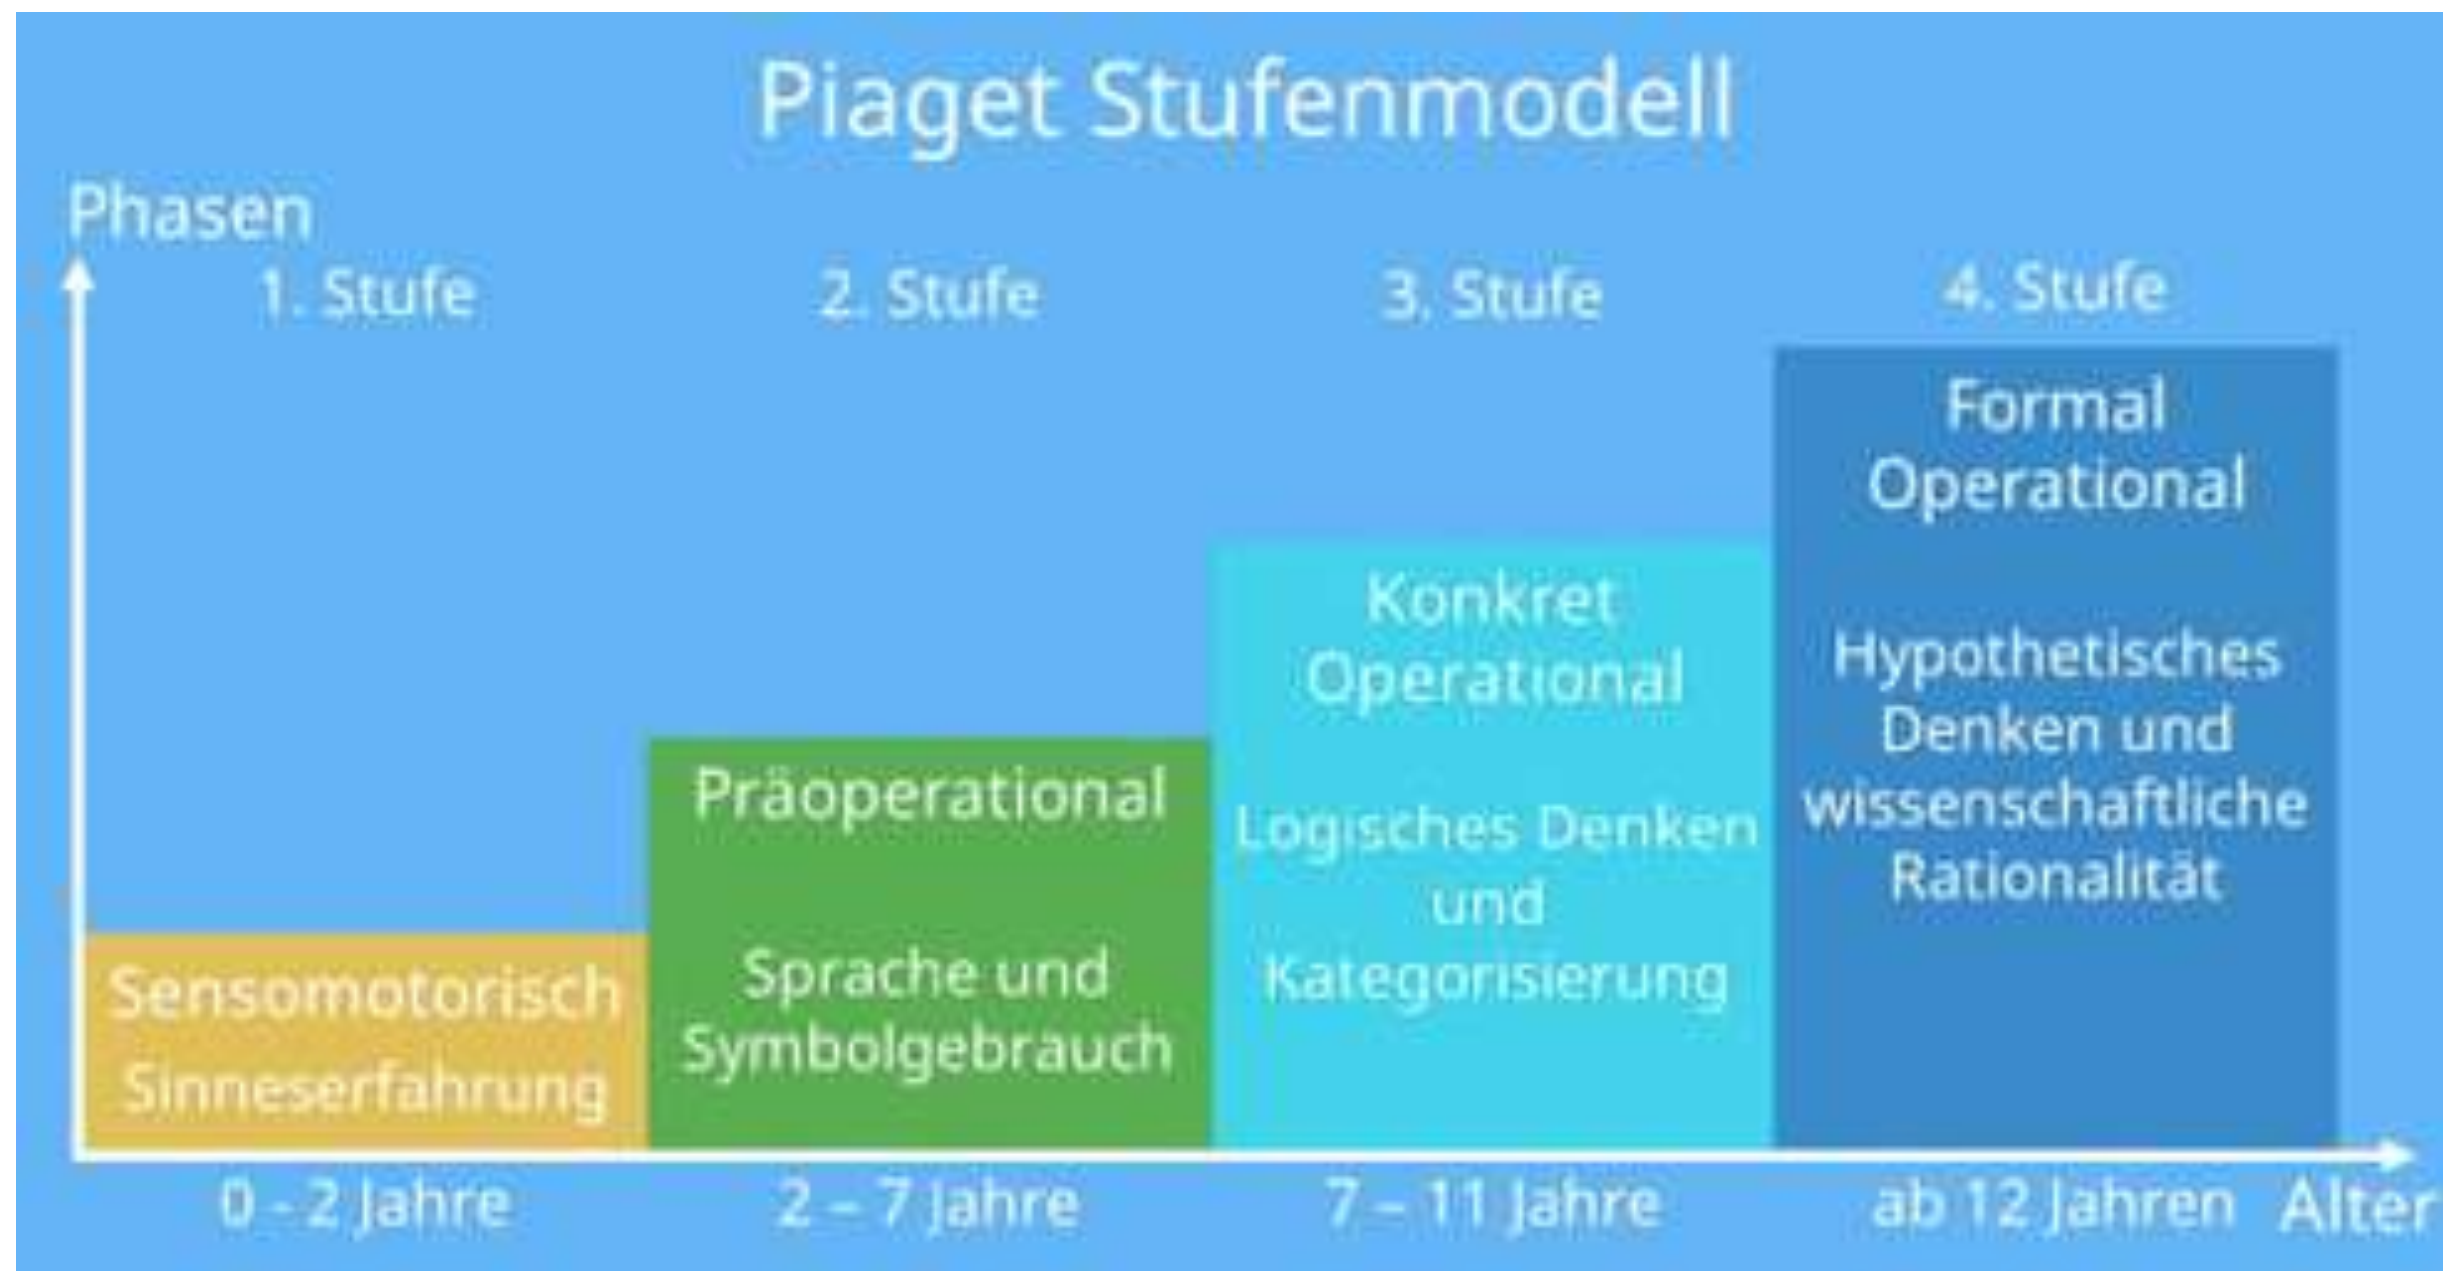 Piaget Stufenmodell
Phasen
1. Stufe
2. Stufe
3. Stufe
4. Stufe
Sensomotorisch
Sinneserfahrung
Präoperational
Sprache und
Symbolgebrauch
Konkret
Operational
Logisches Denken
und
Kategorisierung
Formal
Operational
Hypothetisches
Denken und
wissenschaftliche
Rationalität
0 - 2 Jahre
2 – 7 Jahre
7 – 11 Jahre
ab 12 Jahren
Alter